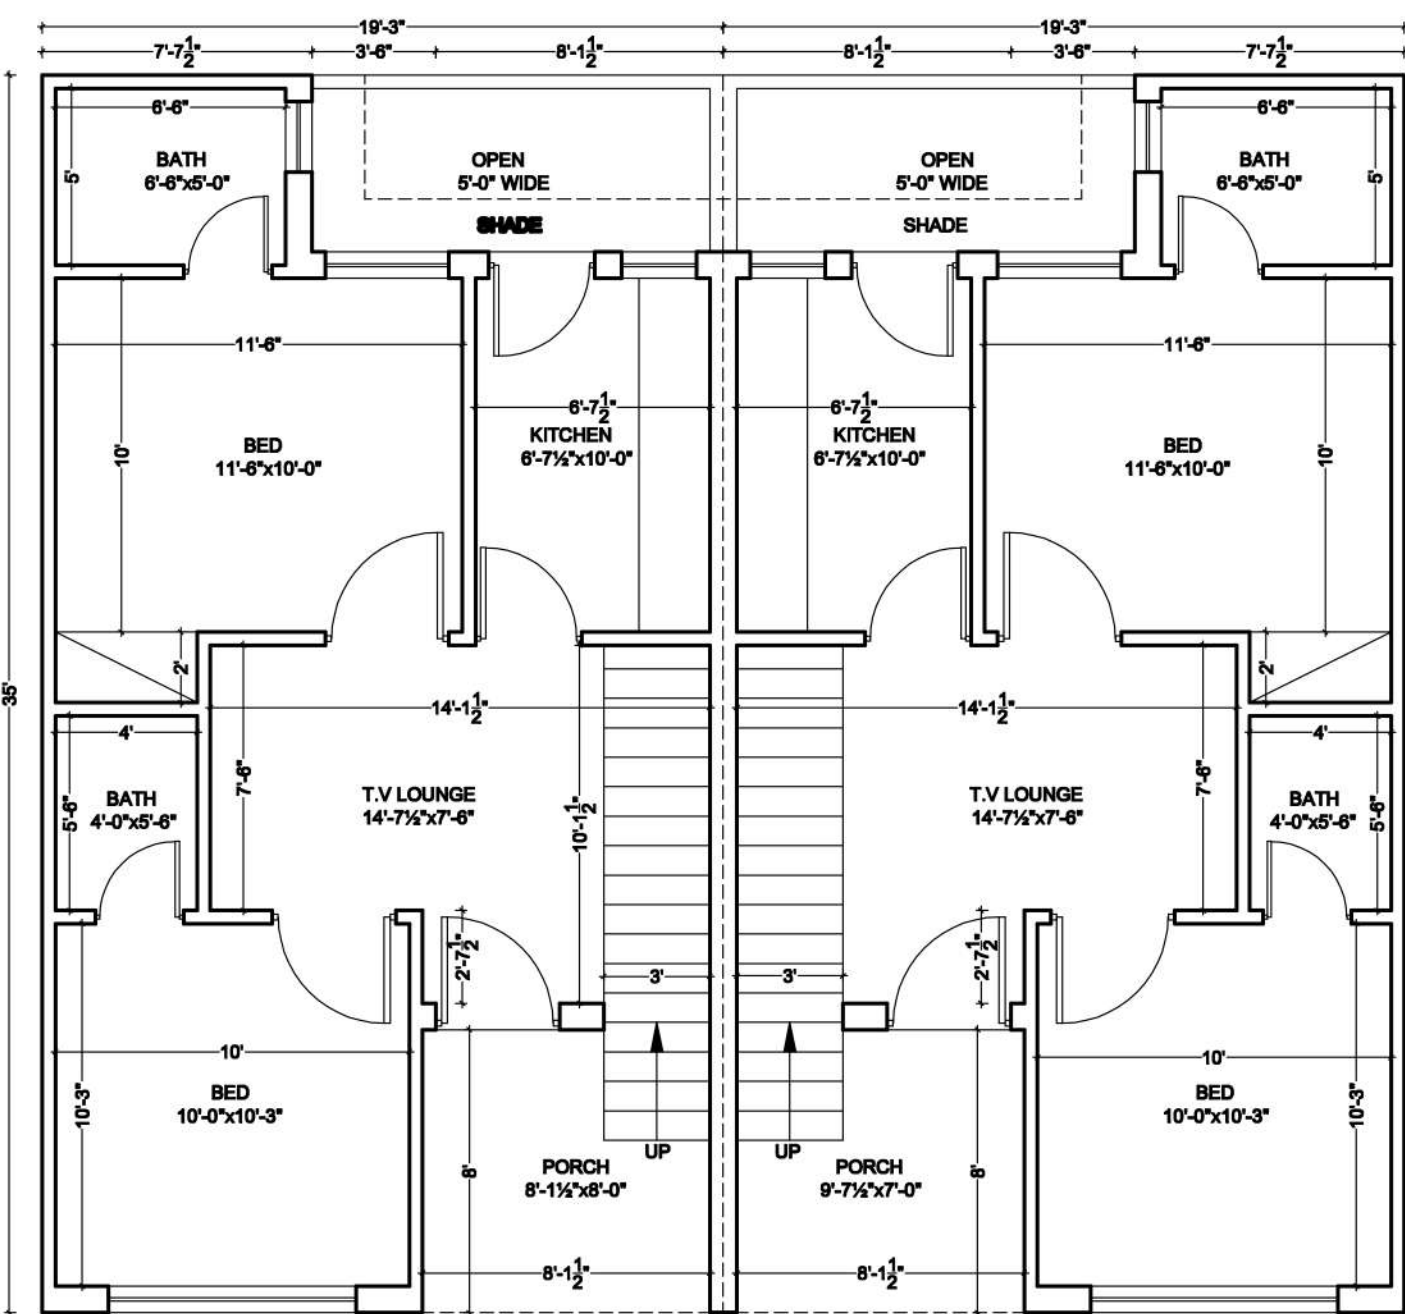 19'-3" 19'-3"
7'-7½" 3'-6" 8'-1½" 8'-1½" 3'-6" 7'-7½"
6'-6" 6'-6"
BATH OPEN OPEN BATH
5' 6'-6"x5'-0" 5'-0" WIDE 5'-0" WIDE 6'-6"x5'-0" 5'
SHADE SHADE
11'-6" 11'-6"
6'-7½" 6'-7½"
BED KITCHEN KITCHEN BED
10' 11'-6"x10'-0" 6'-7½"x10'-0" 6'-7½"x10'-0" 11'-6"x10'-0" 10'
2' 2'
35'
14'-1½" 14'-1½"
4' 4'
7'-6" 7'-6"
BATH T.V LOUNGE T.V LOUNGE BATH
5'-6" 4'-0"x5'-6" 14'-7½"x7'-6" 10'-1½" 14'-7½"x7'-6" 4'-0"x5'-6" 5'-6"
2'-7½" 2'-7½"
3' 3'
10' 10'
BED BED
10'-3" 10'-0"x10'-3" 10'-0"x10'-3" 10'-3"
UP UP
8' PORCH PORCH 8'
8'-1½"x8'-0" 9'-7½"x7'-0"
8'-1½" 8'-1½"